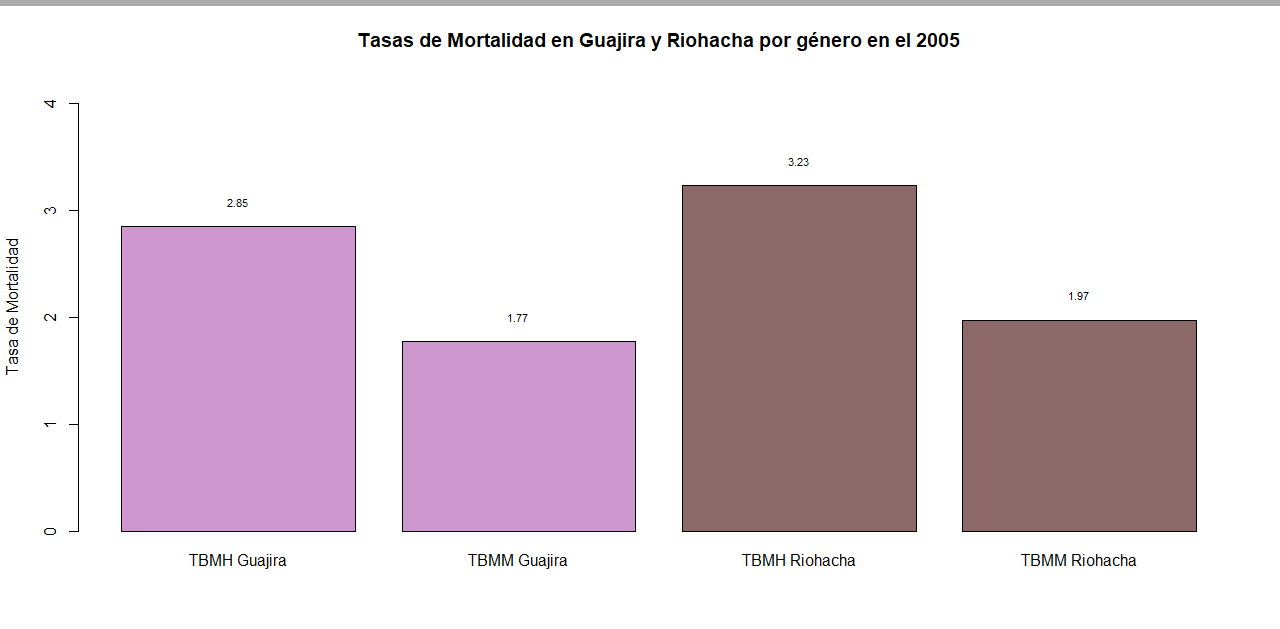 Tasas de Mortalidad en Guajira y Riohacha por género en el 2005
Tasa de Mortalidad
4
3
2
1
0
2.85
1.77
3.23
1.97
TBMH Guajira
TBMM Guajira
TBMH Riohacha
TBMM Riohacha